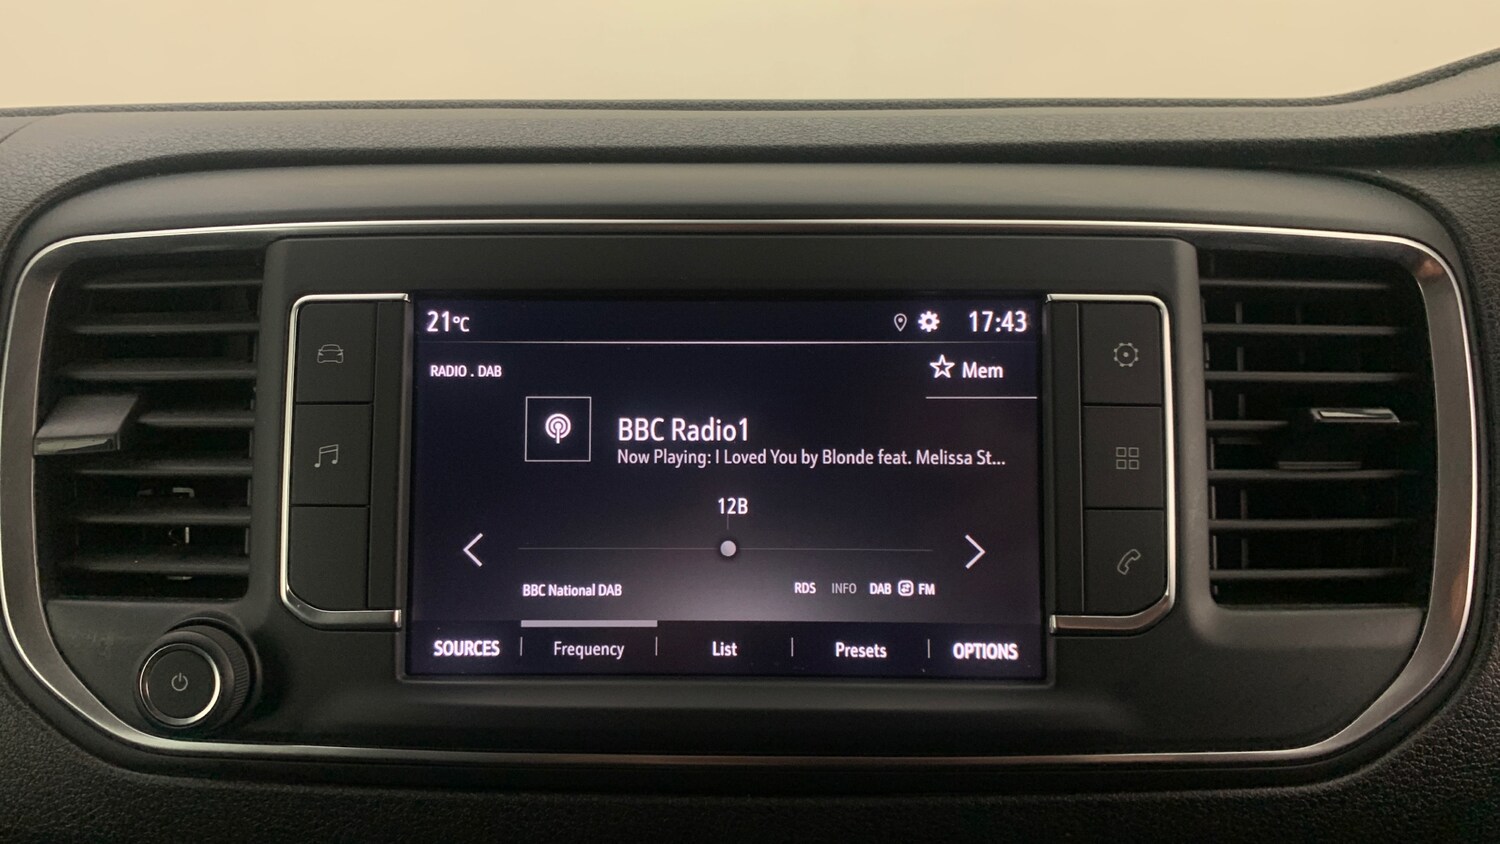 21°C 17:43
RADIO . DAB
Mem
BBC Radio1
Now Playing: I Loved You by Blonde feat. Melissa St...
12B
BBC National DAB RDS INFO DAB FM
SOURCES Frequency List Presets OPTIONS